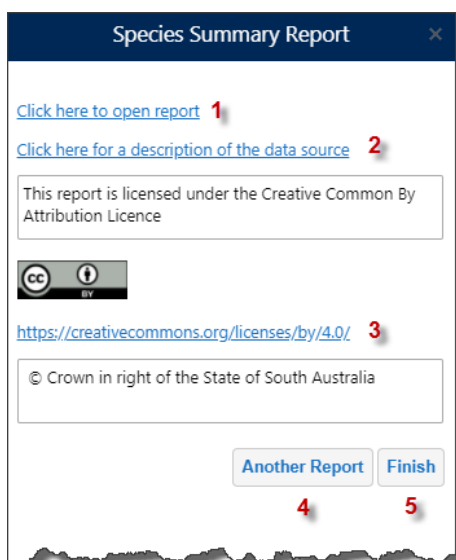 Species Summary Report ×
Click here to open report 1
Click here for a description of the data source 2
This report is licensed under the Creative Common By
Attribution Licence
cc BY
https://creativecommons.org/licenses/by/4.0/ 3
© Crown in right of the State of South Australia
Another Report Finish
4 5